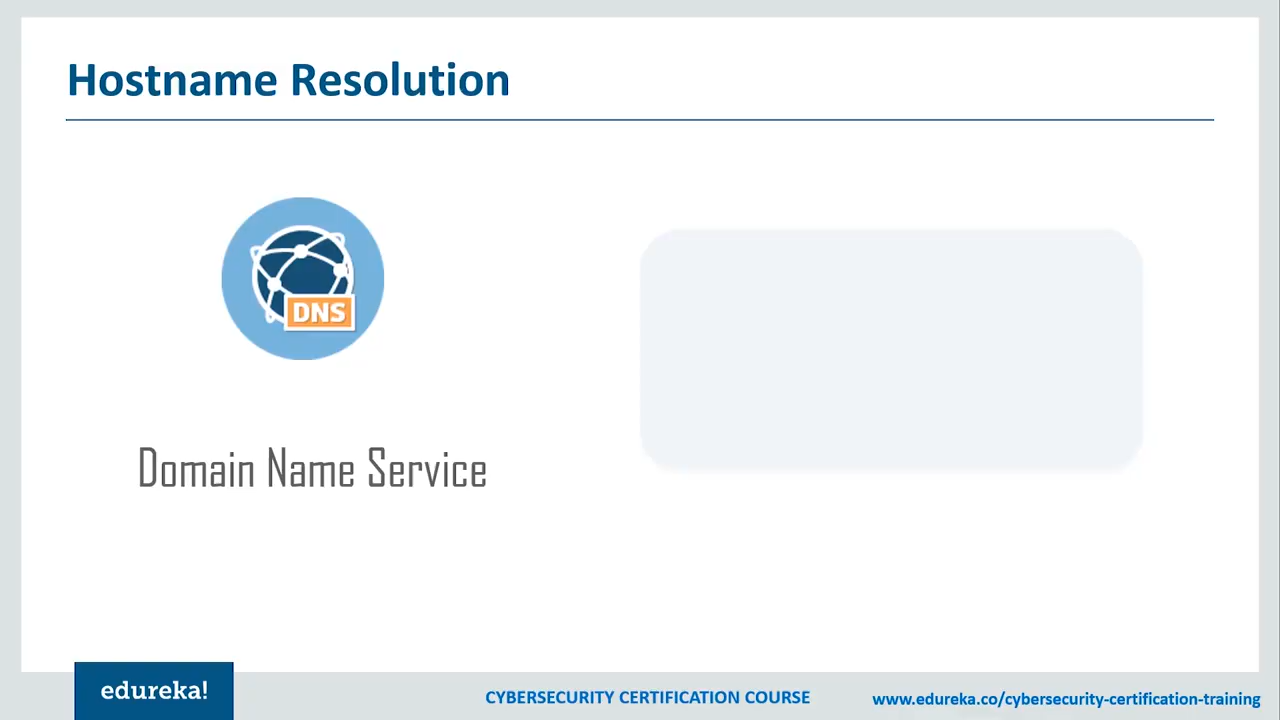 Hostname Resolution
DNS
Domain Name Service
edureka!
CYBERSECURITY CERTIFICATION COURSE
www.edureka.co/cybersecurity-certification-training